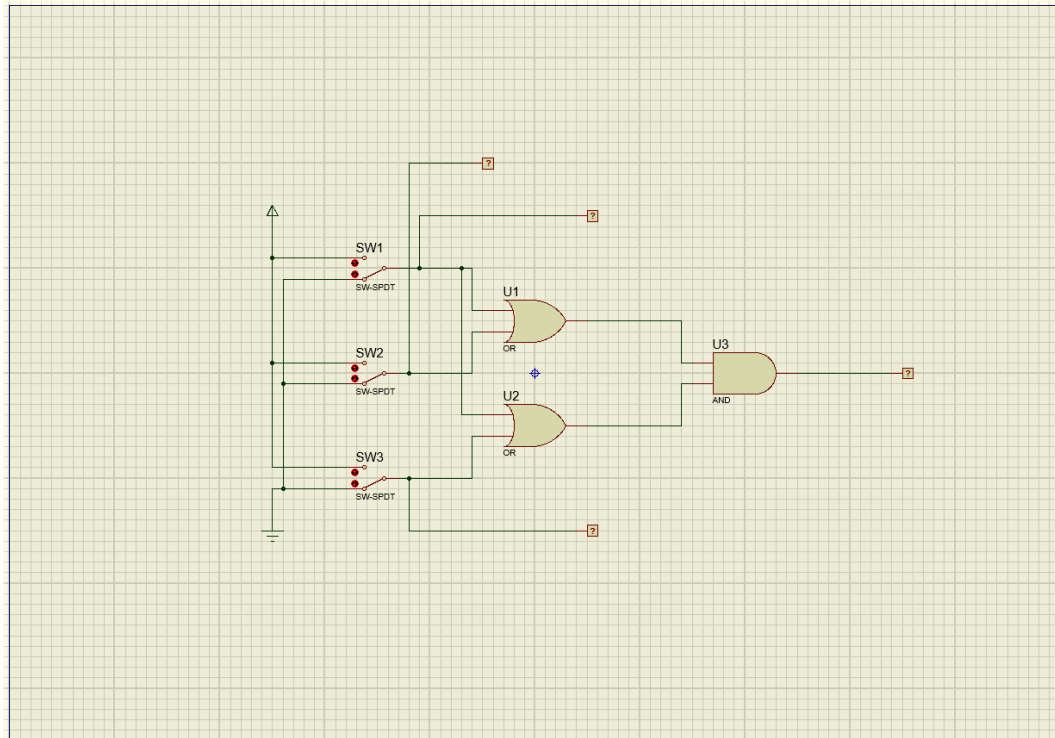 ?
?
SW1
SW-SPDT
U1
OR
SW2
SW-SPDT
U3
AND
?
U2
OR
SW3
SW-SPDT
?